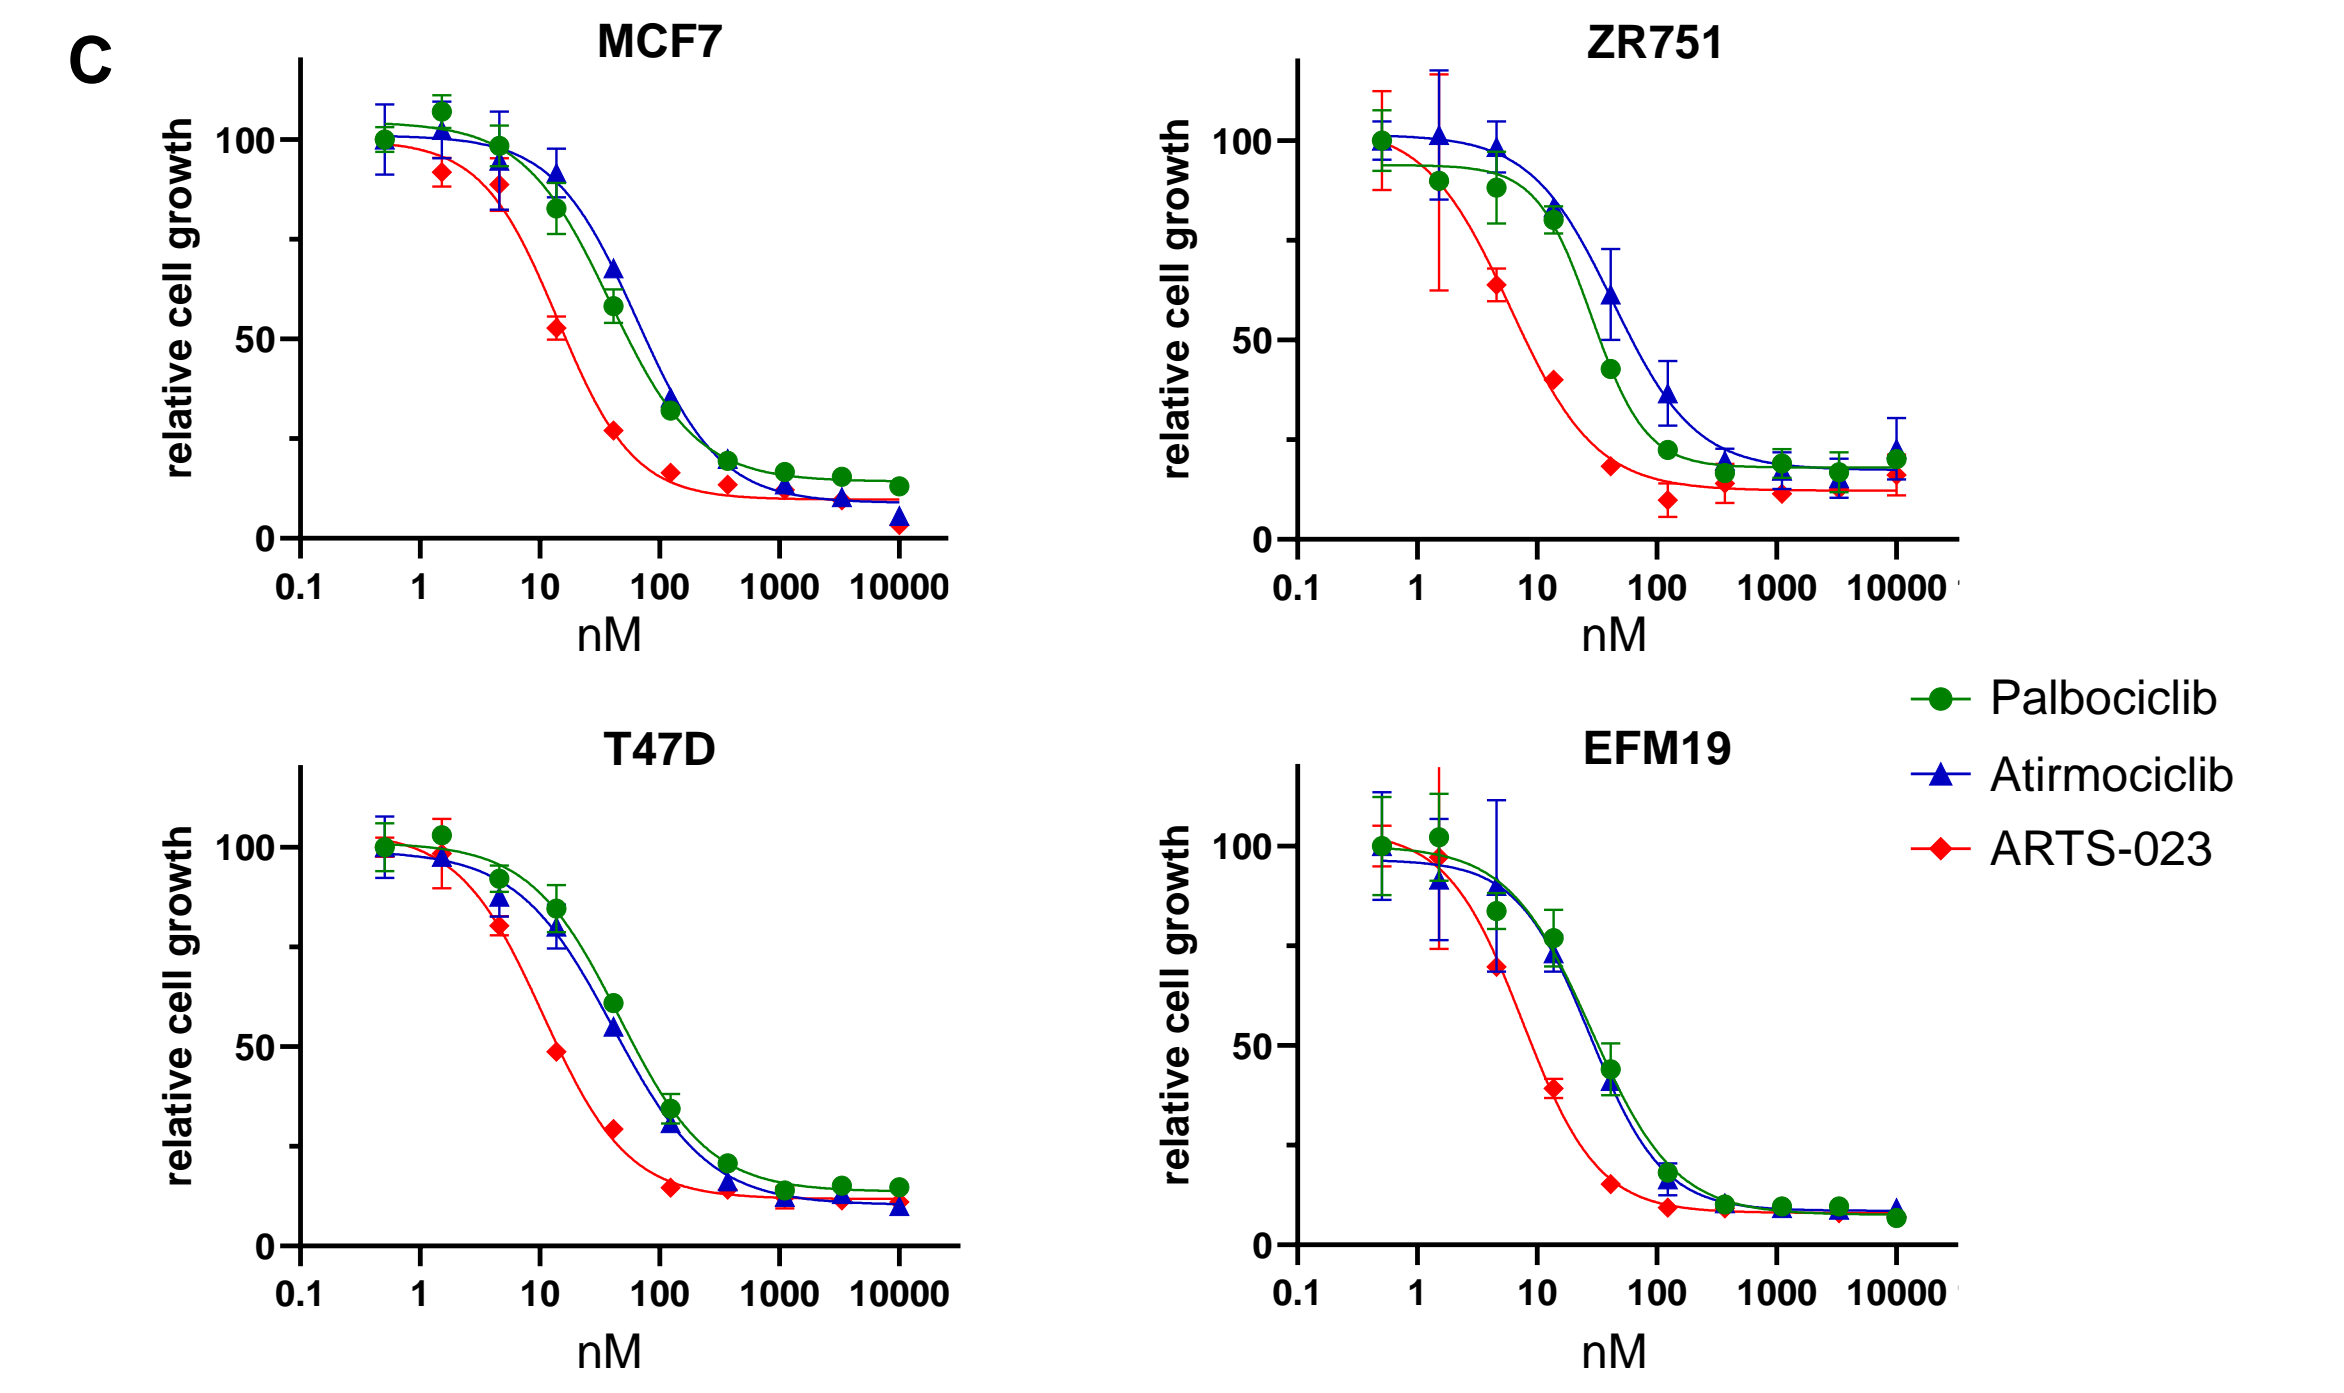 C
MCF7
relative cell growth
100
50
0
0.1 1 10 100 1000 10000
nM
ZR751
relative cell growth
100
50
0
0.1 1 10 100 1000 10000
nM
T47D
relative cell growth
100
50
0
0.1 1 10 100 1000 10000
nM
EFM19
relative cell growth
100
50
0
0.1 1 10 100 1000 10000
nM
Palbociclib
Atirmociclib
ARTS-023